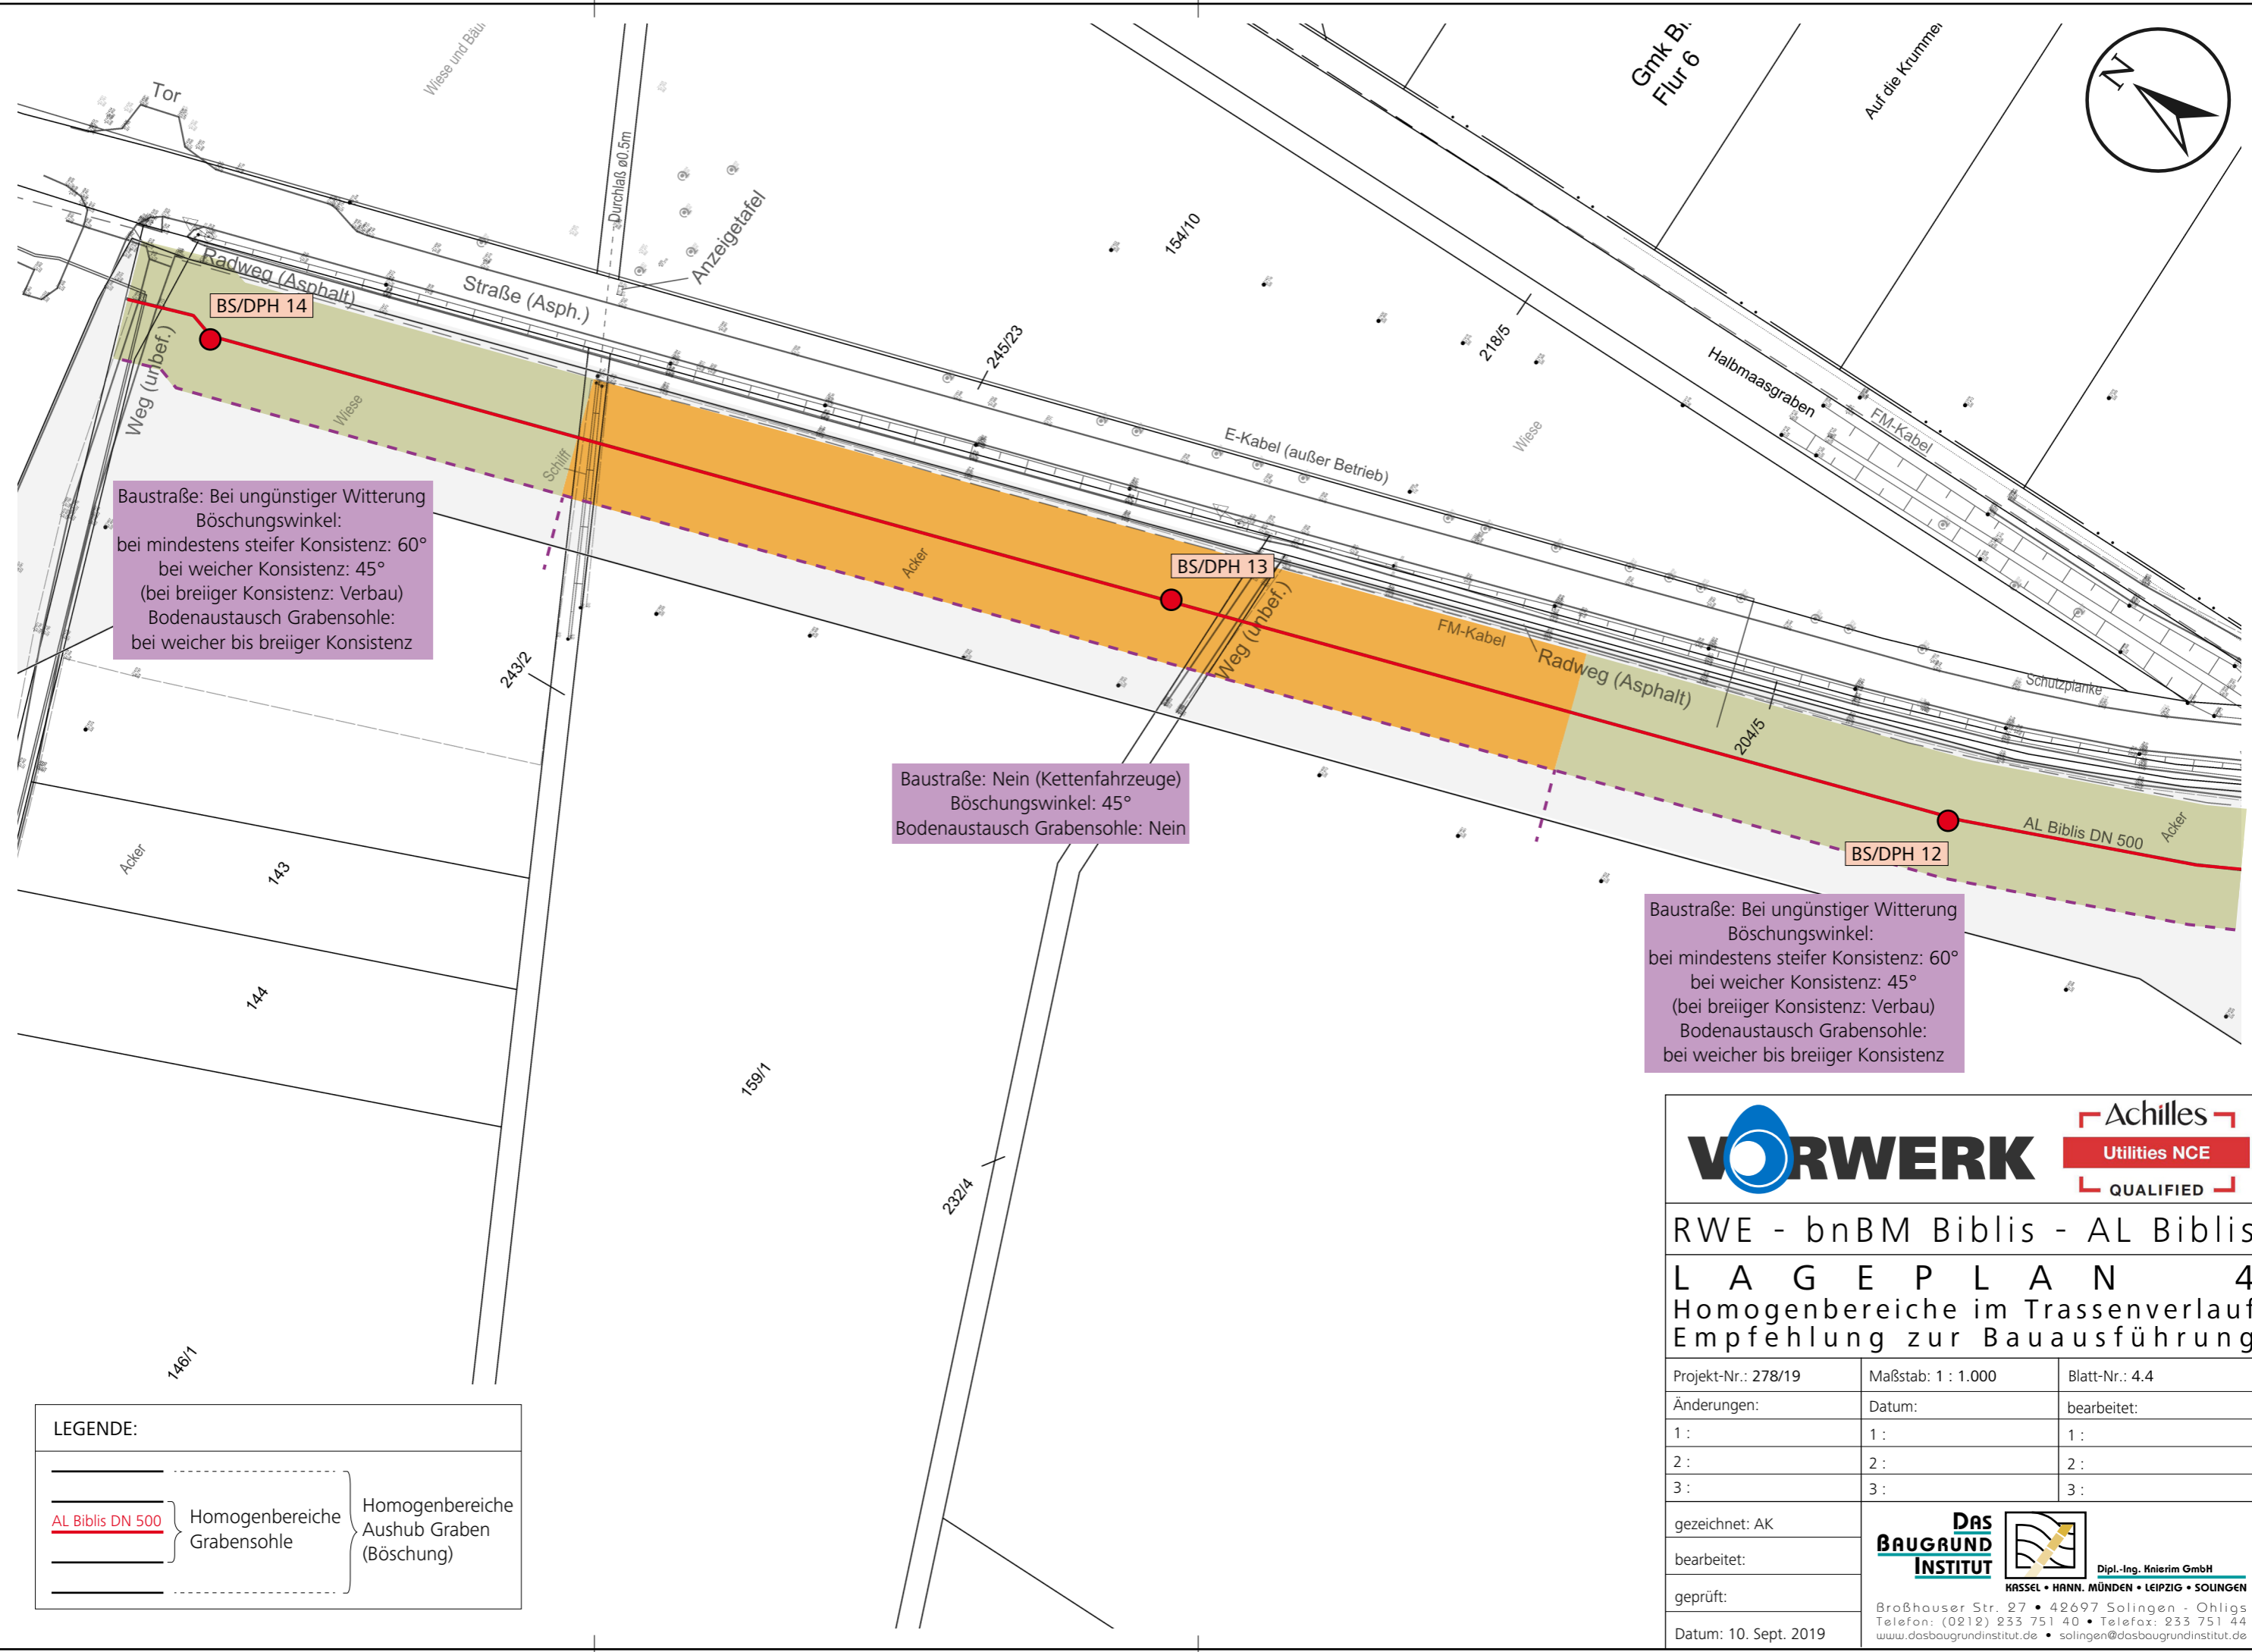 Wiese und Bäu
Tor
Durchlaß ø0.5m
Anzeigetafel
Gmk Bi
Flur 6
Auf die Krummen
N
154/10
Radweg (Asphalt)
Straße (Asph.)
BS/DPH 14
245/23
218/5
Halbmaasgraben
FM-Kabel
Weg (unbef.)
Wiese
E-Kabel (außer Betrieb)
Wiese
Schilff
Baustraße: Bei ungünstiger Witterung
Böschungswinkel:
bei mindestens steifer Konsistenz: 60°
bei weicher Konsistenz: 45°
(bei breiiger Konsistenz: Verbau)
Bodenaustausch Grabensohle:
bei weicher bis breiiger Konsistenz
Acker
BS/DPH 13
Weg (unbef.)
FM-Kabel
Radweg (Asphalt)
Schutzplanke
243/2
204/5
Baustraße: Nein (Kettenfahrzeuge)
Böschungswinkel: 45°
Bodenaustausch Grabensohle: Nein
AL Biblis DN 500
Acker
BS/DPH 12
Acker
143
Baustraße: Bei ungünstiger Witterung
Böschungswinkel:
bei mindestens steifer Konsistenz: 60°
bei weicher Konsistenz: 45°
(bei breiiger Konsistenz: Verbau)
Bodenaustausch Grabensohle:
bei weicher bis breiiger Konsistenz
144
159/1
232/4
146/1
VORWERK
Achilles
Utilities NCE
QUALIFIED
RWE - bnBM Biblis - AL Biblis
LAGEPLAN 4
Homogenbereiche im Trassenverlauf
Empfehlung zur Bauausführung
Projekt-Nr.: 278/19
Maßstab: 1 : 1.000
Blatt-Nr.: 4.4
Änderungen:
Datum:
bearbeitet:
1 :
1 :
1 :
2 :
2 :
2 :
3 :
3 :
3 :
gezeichnet: AK
bearbeitet:
geprüft:
Datum: 10. Sept. 2019
DAS
BAUGRUND
INSTITUT
Dipl.-Ing. Knierim GmbH
KASSEL • HANN. MÜNDEN • LEIPZIG • SOLINGEN
Broßhauser Str. 27 • 42697 Solingen - Ohligs
Telefon: (0212) 233 751 40 • Telefax: 233 751 44
www.dasbaugrundinstitut.de • solingen@dasbaugrundinstitut.de
LEGENDE:
AL Biblis DN 500
Homogenbereiche
Grabensohle
Homogenbereiche
Aushub Graben
(Böschung)